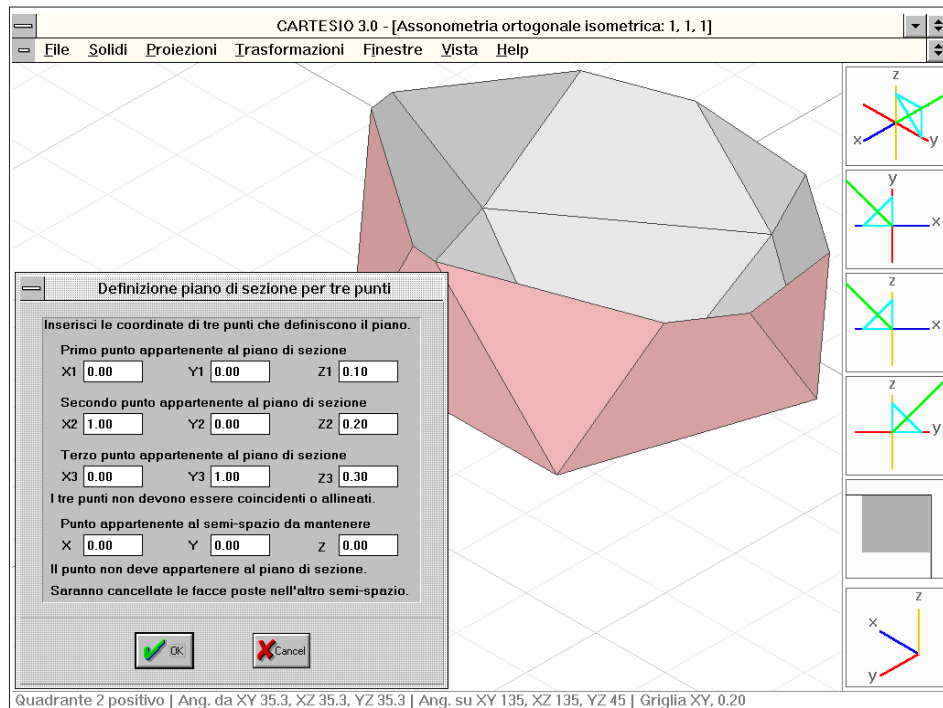 CARTESIO 3.0 - [Assonometria ortogonale isometrica: 1, 1, 1]
File Solidi Proiezioni Trasformazioni Finestre Vista Help
z
x y
y
x
z
x
z
y
z
x
y
Definizione piano di sezione per tre punti
Inserisci le coordinate di tre punti che definiscono il piano.
Primo punto appartenente al piano di sezione
X1 0.00 Y1 0.00 Z1 0.10
Secondo punto appartenente al piano di sezione
X2 1.00 Y2 0.00 Z2 0.20
Terzo punto appartenente al piano di sezione
X3 0.00 Y3 1.00 Z3 0.30
I tre punti non devono essere coincidenti o allineati.
Punto appartenente al semi-spazio da mantenere
X 0.00 Y 0.00 Z 0.00
Il punto non deve appartenere al piano di sezione.
Saranno cancellate le facce poste nell'altro semi-spazio.
OK Cancel
Quadrante 2 positivo | Ang. da XY 35.3, XZ 35.3, YZ 35.3 | Ang. su XY 135, XZ 135, YZ 45 | Griglia XY, 0.20